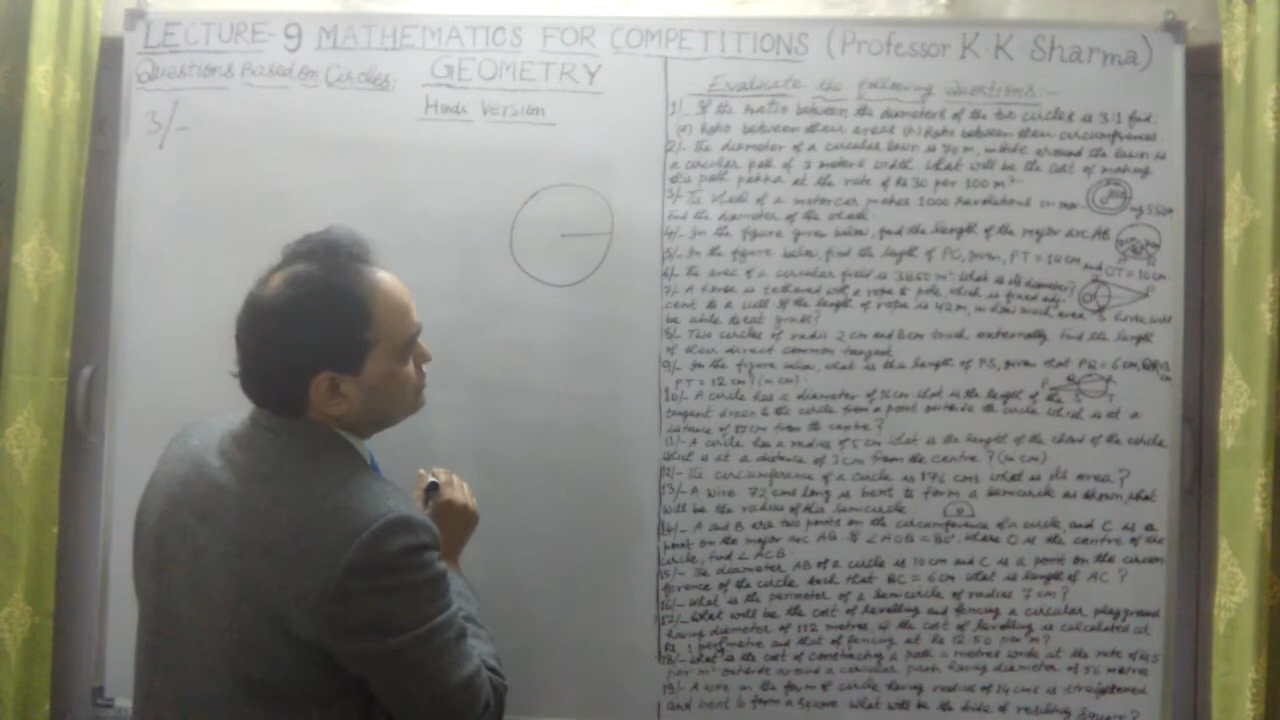 LECTURE-9 MATHEMATICS FOR COMPETITIONS (Professor K.K. Sharma)
Questions Based on Circles:
GEOMETRY
Hindi Version
3/-
Evaluate the following questions:-
1/- If the ratio between the diameters of the two circles is 3:1 find:
(a) Ratio between their areas (b) Ratio between their circumferences.
2/- The diameter of a circular lawn is 70 m, outside around the lawn is
a circular path of 3 meters width. What will be the cost of making
this path pakka at the rate of Rs 30 per 100 m²
3/- The wheel of a motorcar makes 1000 revolutions in
Find the diameter of the wheel.
4/- In the figure given below, find the length of the major arc AB
5/- In the figure below, find the length of PC, given, PT = and OT = 10 cm.
6/- The area of a circular field is 3850 m². What is its diameter?
7/- A horse is tethered with a rope to pole, which is fixed adja-
cent to a wall. If the length of rope is 42 m, in how much area horse will
be able to eat grass?
8/- Two circles of radii 2 cm and 8 cm touch externally. Find the length
of their direct common tangent.
9/- In the figure below, what is the length of PS, given that PQ = 6 cm,
PT = 12 cm? (in cm).
10/- A circle has a diameter of 16 cm. What is the length of the
tangent drawn to the circle from a point outside the circle which is at a
distance of 17 cm from the centre?
11/- A circle has a radius of 5 cm. What is the length of the chord of the circle
which is at a distance of 3 cm from the centre? (in cm)
12/- The circumference of a circle is 176 cms what is its area?
13/- A wire 72 cms long is bent to form a semicircle as shown, what
will be the radius of this semicircle
14/- A and B are two points on the circumference of a circle, and C is a
point on the major arc AB. If ∠AOB = 80°, where O is the centre of the
circle, find ∠ACB.
15/- The diameter AB of a circle is 10 cm and C is a point on the circum
ference of the circle such that BC = 6 cm. What is length of AC?
16/- What is the perimeter of a semicircle of radius 7 cm?
17/- What will be the cost of levelling and fencing a circular playground
having diameter of 112 metres, if the cost of levelling is calculated at
Rs. 1 per metre and that of fencing at Rs 12.50 per m?
18/- What is the cost of constructing a path metres wide at the rate of Rs 5
per m² outside around a circular park having diameter of 56 metres
19/- A wire in the form of circle having radius of 14 cms is straightened
and bent to form a square. What will be the side of resulting square?